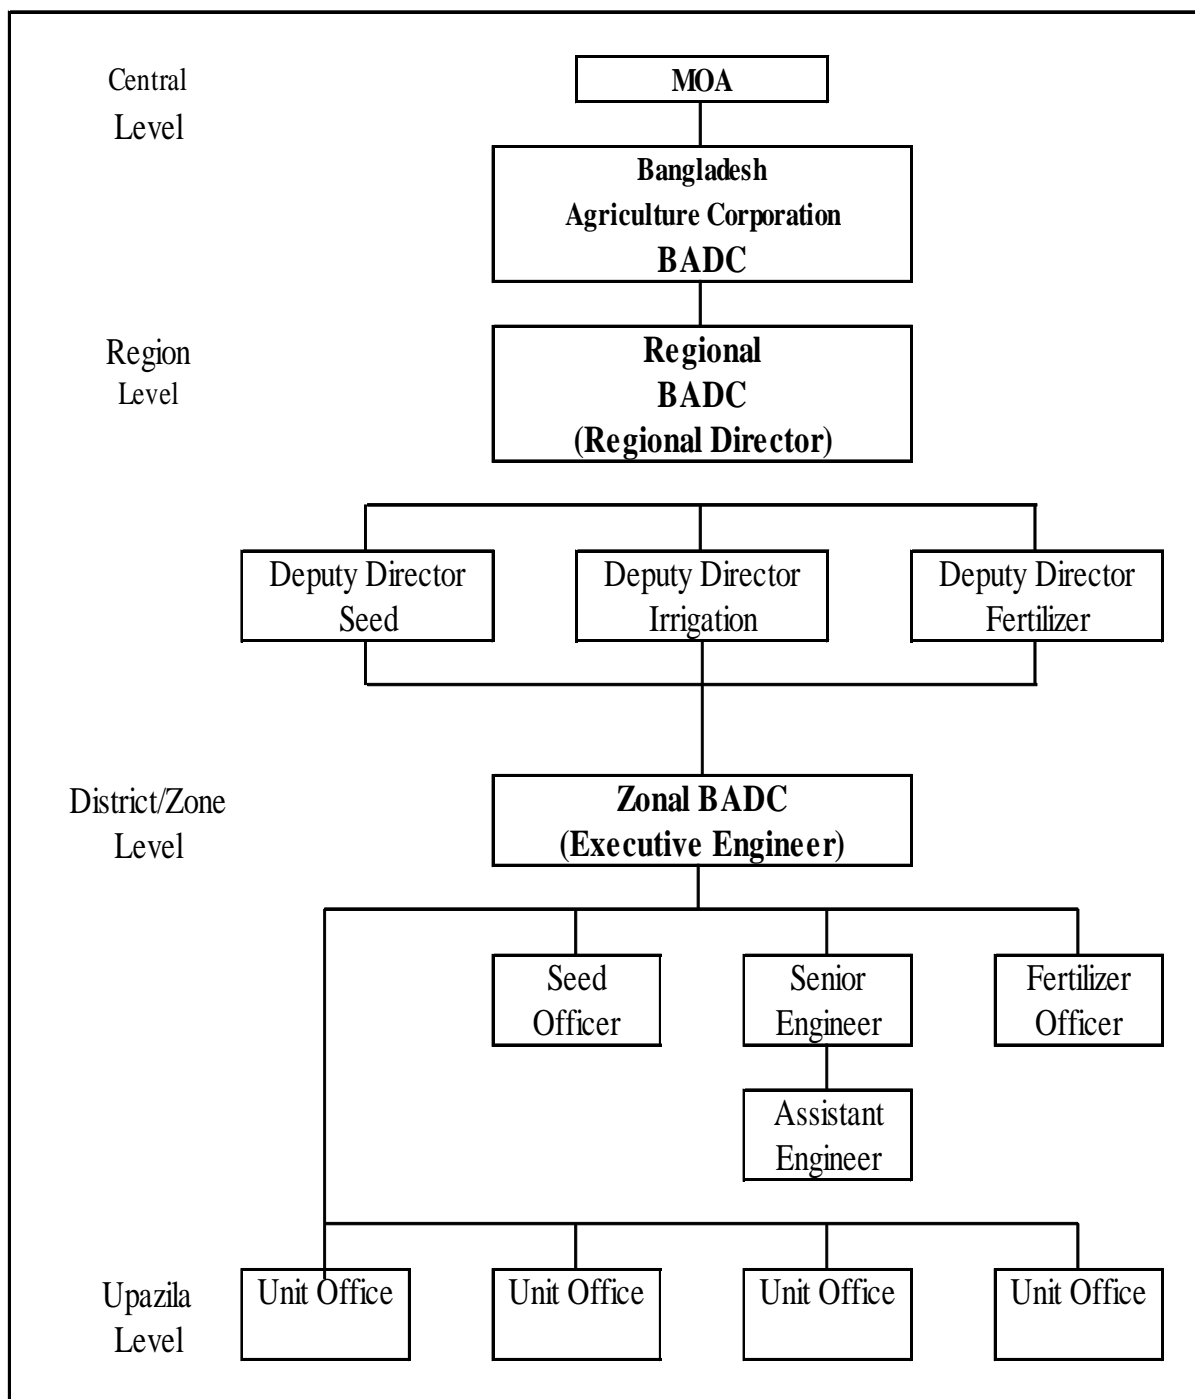 Central
Level
MOA
Bangladesh
Agriculture Corporation
BADC
Region
Level
Regional
BADC
(Regional Director)
Deputy Director
Seed
Deputy Director
Irrigation
Deputy Director
Fertilizer
District/Zone
Level
Zonal BADC
(Executive Engineer)
Seed
Officer
Senior
Engineer
Fertilizer
Officer
Assistant
Engineer
Upazila
Level
Unit Office
Unit Office
Unit Office
Unit Office